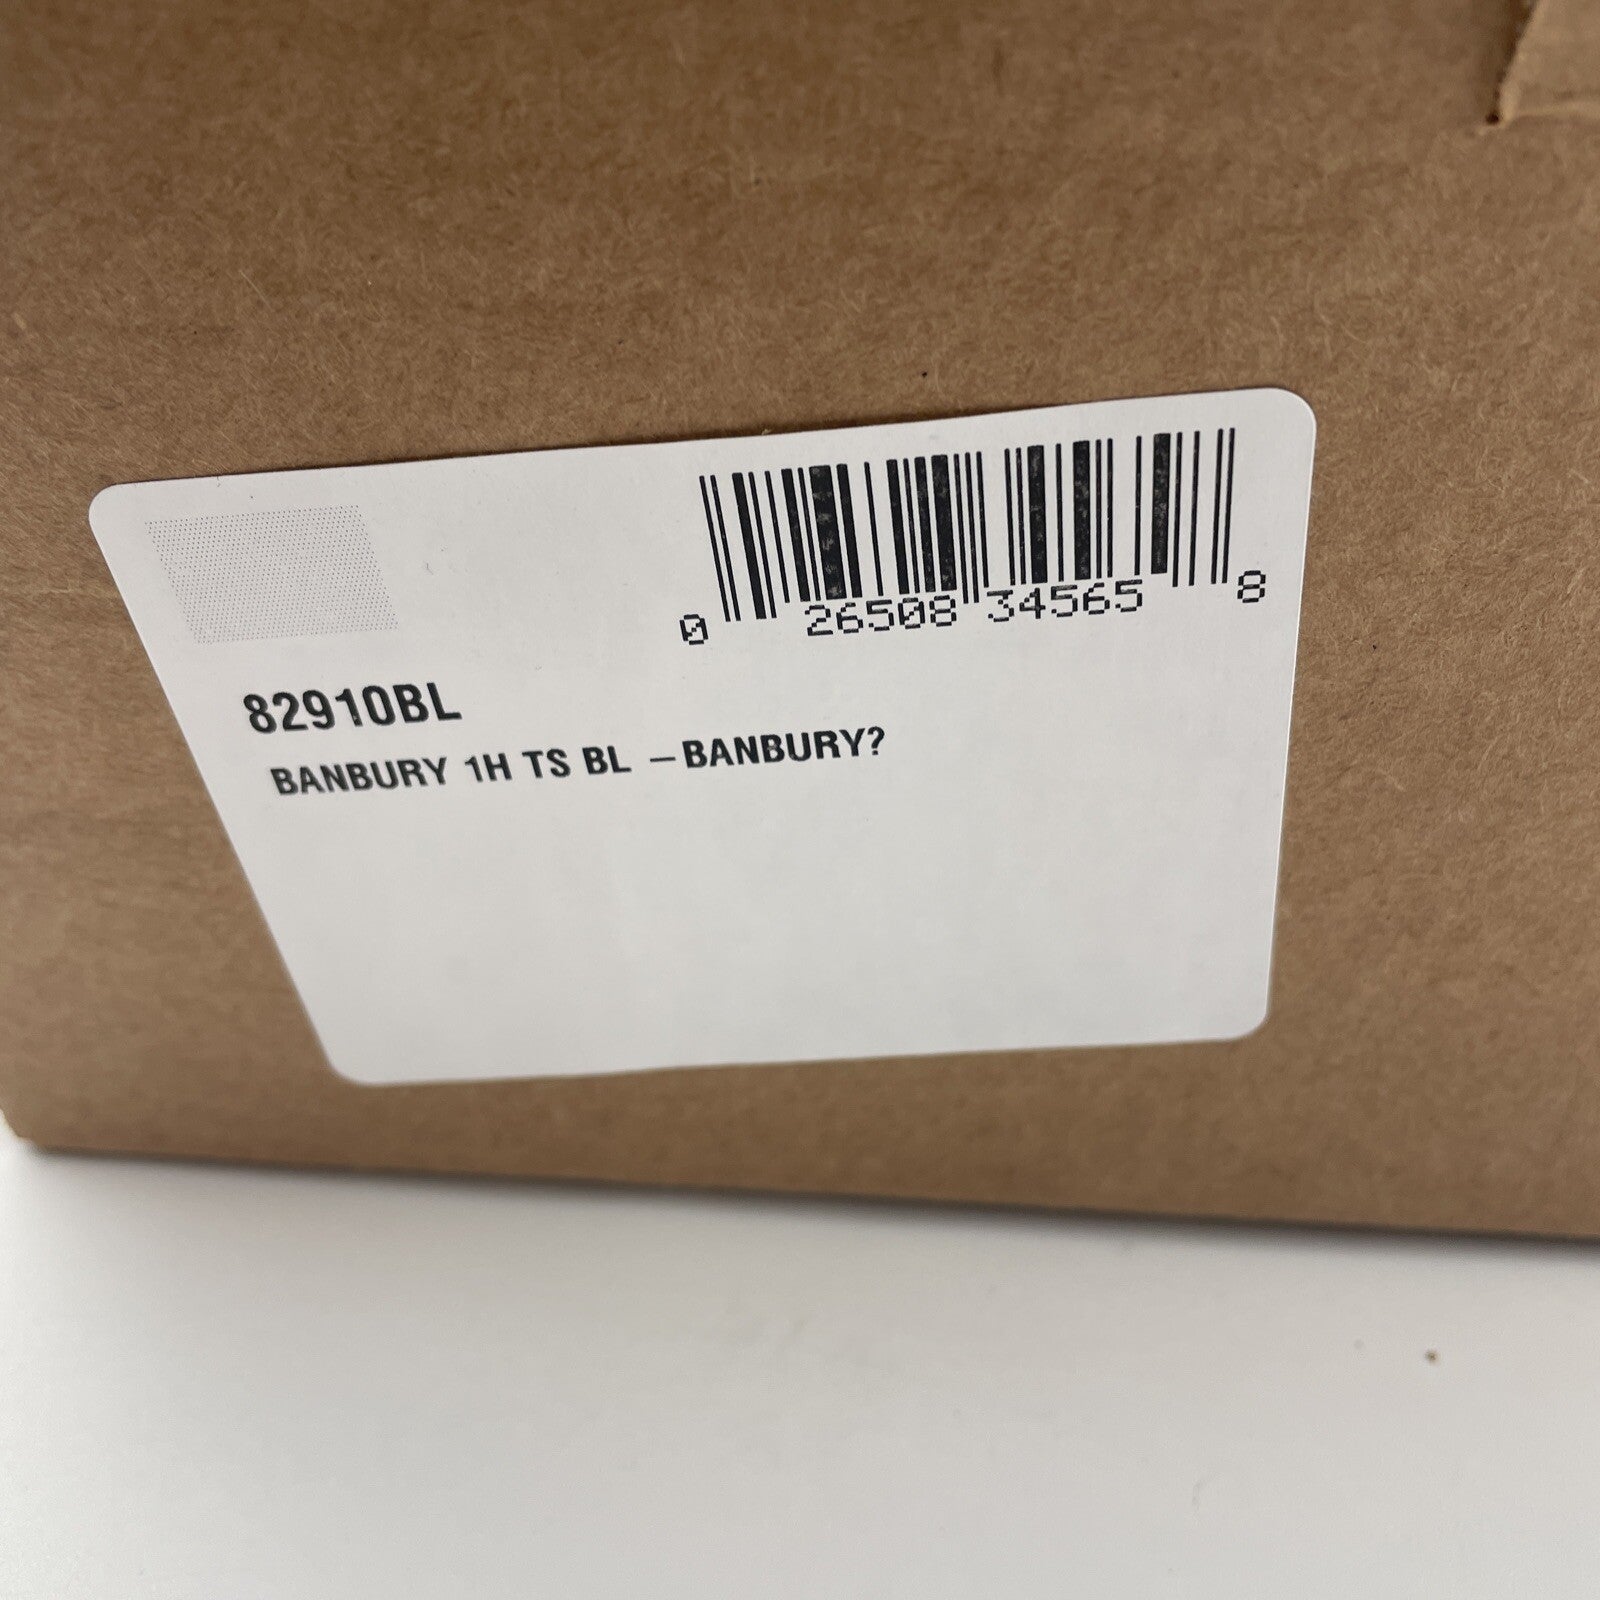 0 26508 34565 8
82910BL
BANBURY 1H TS BL —BANBURY?